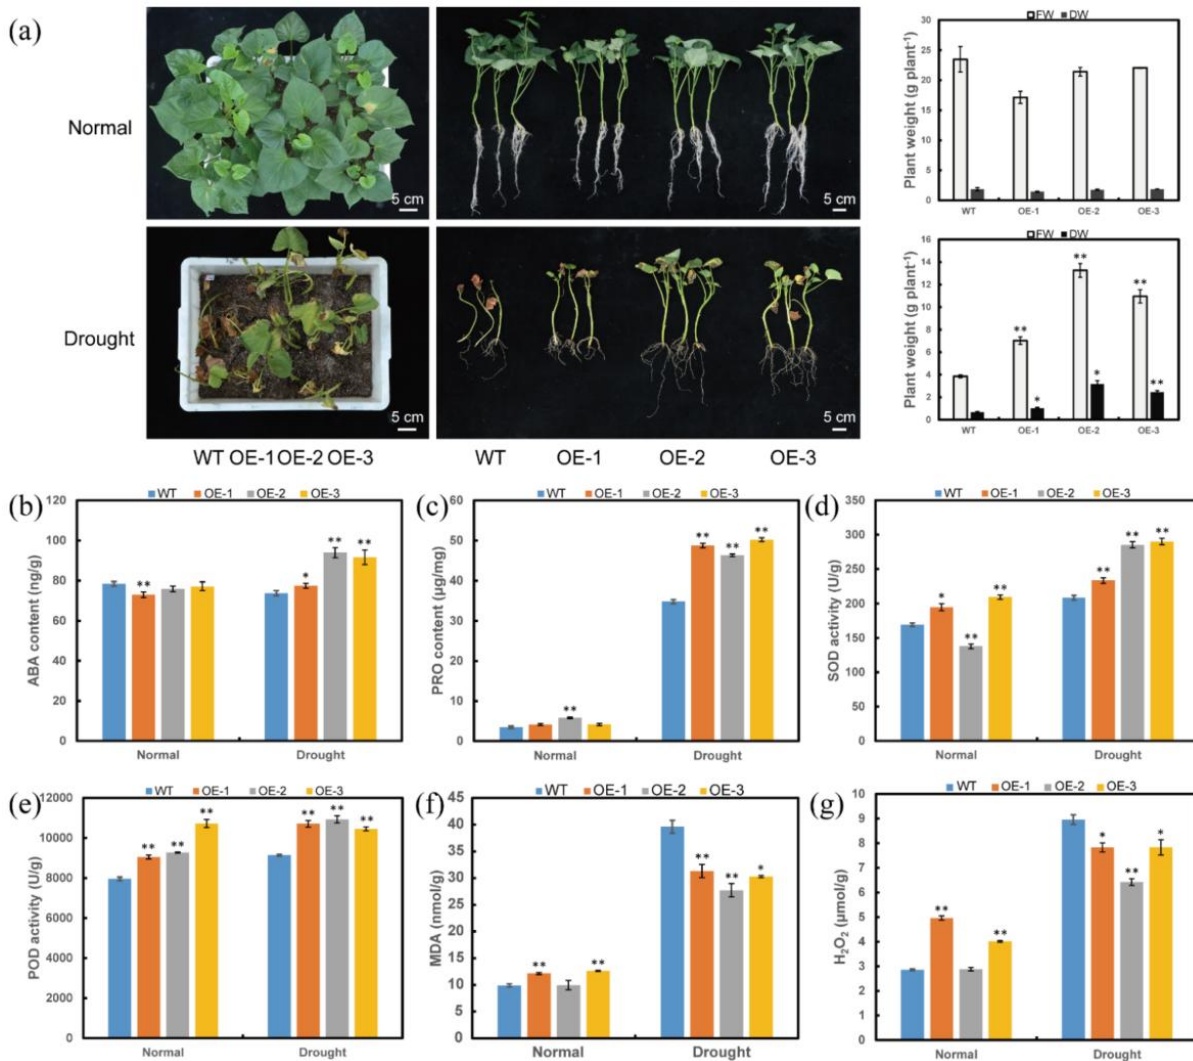 (a)
Normal
5 cm
5 cm
FW DW
Plant weight (g plant⁻¹)
30
25
20
15
10
5
0
WT OE-1 OE-2 OE-3
Drought
5 cm
5 cm
FW DW
Plant weight (g plant⁻¹)
16
14
12
10
8
6
4
2
0
**
*
**
*
**
**
WT OE-1 OE-2 OE-3
WT OE-1 OE-2 OE-3
WT OE-1 OE-2 OE-3
(b)
WT OE-1 OE-2 OE-3
ABA content (ng/g)
120
100
80
60
40
20
0
**
*
**
**
Normal Drought
(c)
WT OE-1 OE-2 OE-3
PRO content (μg/mg)
60
50
40
30
20
10
0
**
**
**
**
Normal Drought
(d)
WT OE-1 OE-2 OE-3
SOD activity (U/g)
350
300
250
200
150
100
50
0
*
**
**
**
**
**
Normal Drought
(e)
WT OE-1 OE-2 OE-3
POD activity (U/g)
12000
10000
8000
6000
4000
2000
0
**
**
**
**
**
**
Normal Drought
(f)
WT OE-1 OE-2 OE-3
MDA (nmol/g)
45
40
35
30
25
20
15
10
5
0
**
**
**
**
*
Normal Drought
(g)
WT OE-1 OE-2 OE-3
H₂O₂ (μmol/g)
10
9
8
7
6
5
4
3
2
1
0
**
**
*
**
*
Normal Drought